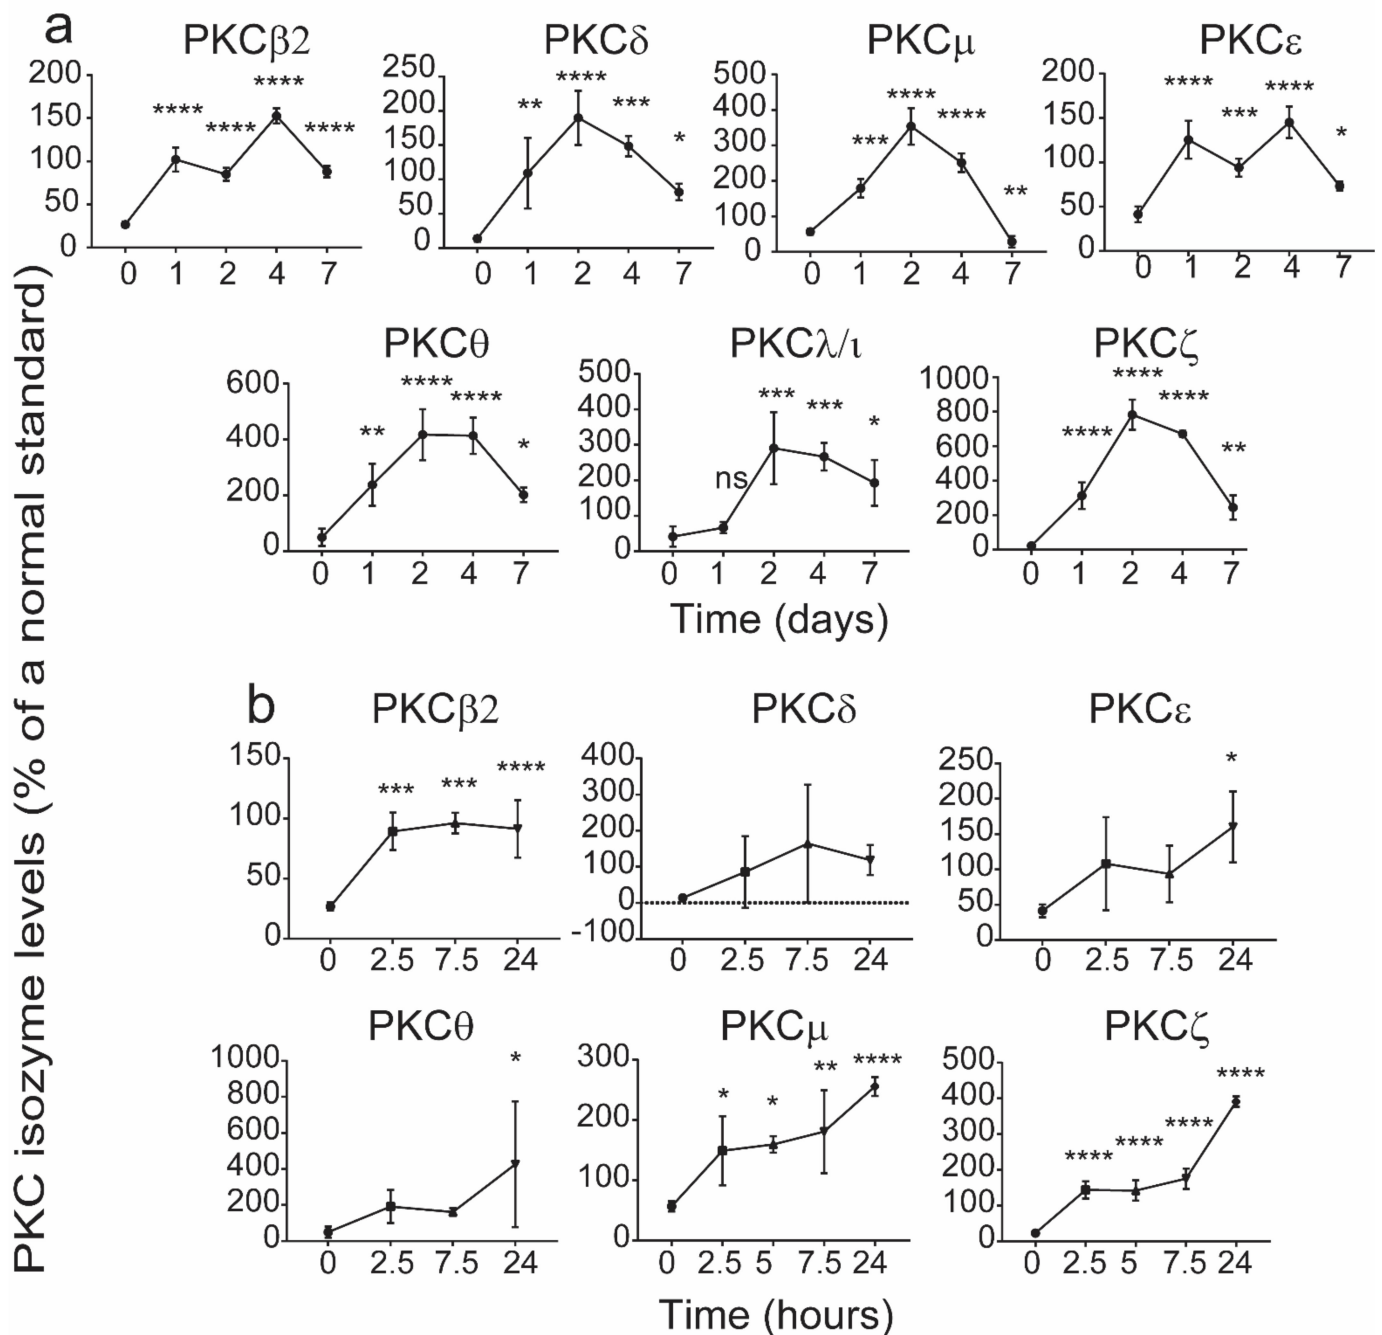 a
PKCβ2 PKCδ PKCμ PKCε
200 150 100 50 0
**** **** **** ****
0 1 2 4 7
250 200 150 100 50 0
** **** *** *
0 1 2 4 7
500 400 300 200 100 0
*** **** **** **
0 1 2 4 7
200 150 100 50 0
**** *** **** *
0 1 2 4 7
PKCθ PKCλ/ι PKCζ
600 400 200 0
** **** **** *
0 1 2 4 7
500 400 300 200 100 0
ns *** *** *
0 1 2 4 7
1000 800 600 400 200 0
**** **** **** **
0 1 2 4 7
Time (days)
PKC isozyme levels (% of a normal standard)
b
PKCβ2 PKCδ PKCε
150 100 50 0
*** *** ****
0 2.5 7.5 24
400 300 200 100 0 -100
0 2.5 7.5 24
250 200 150 100 50 0
*
0 2.5 7.5 24
PKCθ PKCμ PKCζ
1000 800 600 400 200 0
*
0 2.5 7.5 24
300 200 100 0
* * ** ****
0 2.5 5 7.5 24
500 400 300 200 100 0
**** **** **** ****
0 2.5 5 7.5 24
Time (hours)